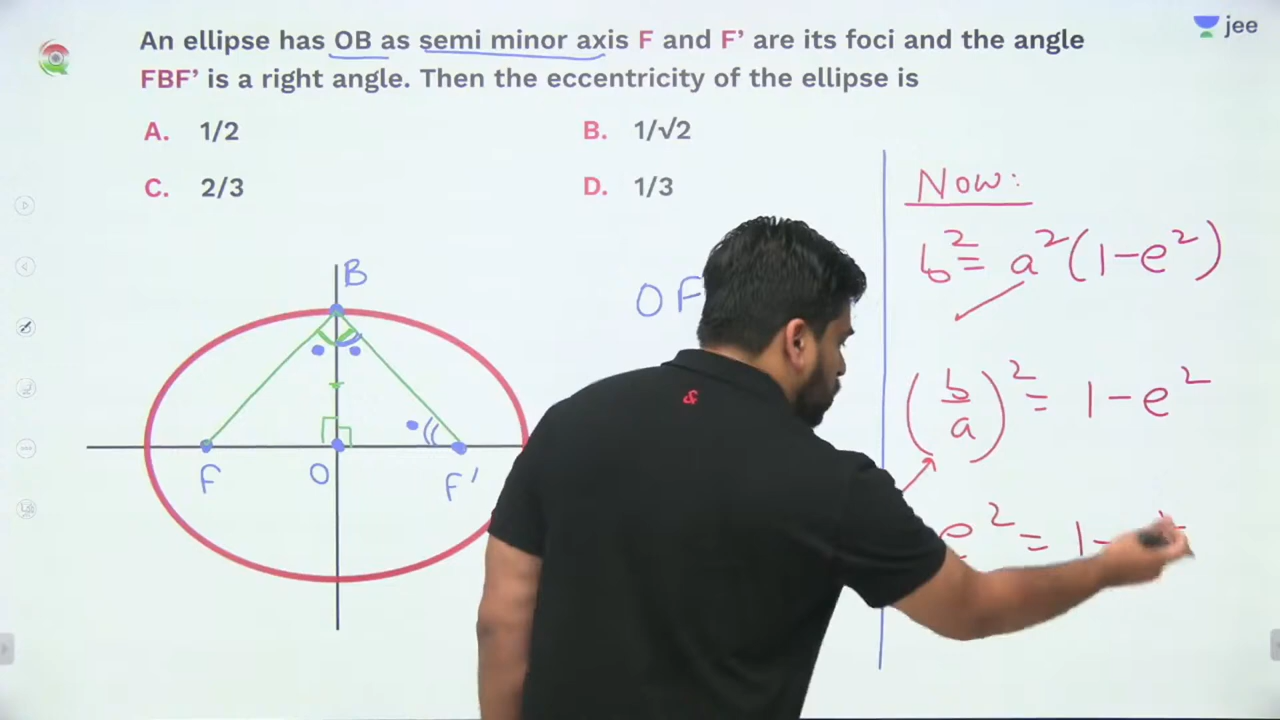 jee
An ellipse has OB as semi minor axis F and F' are its foci and the angle
FBF' is a right angle. Then the eccentricity of the ellipse is
A. 1/2
B. 1/√2
C. 2/3
D. 1/3
Now:
b² = a²(1-e²)
(b/a)² = 1-e²
e² = 1-
B
OF
F
O
F'